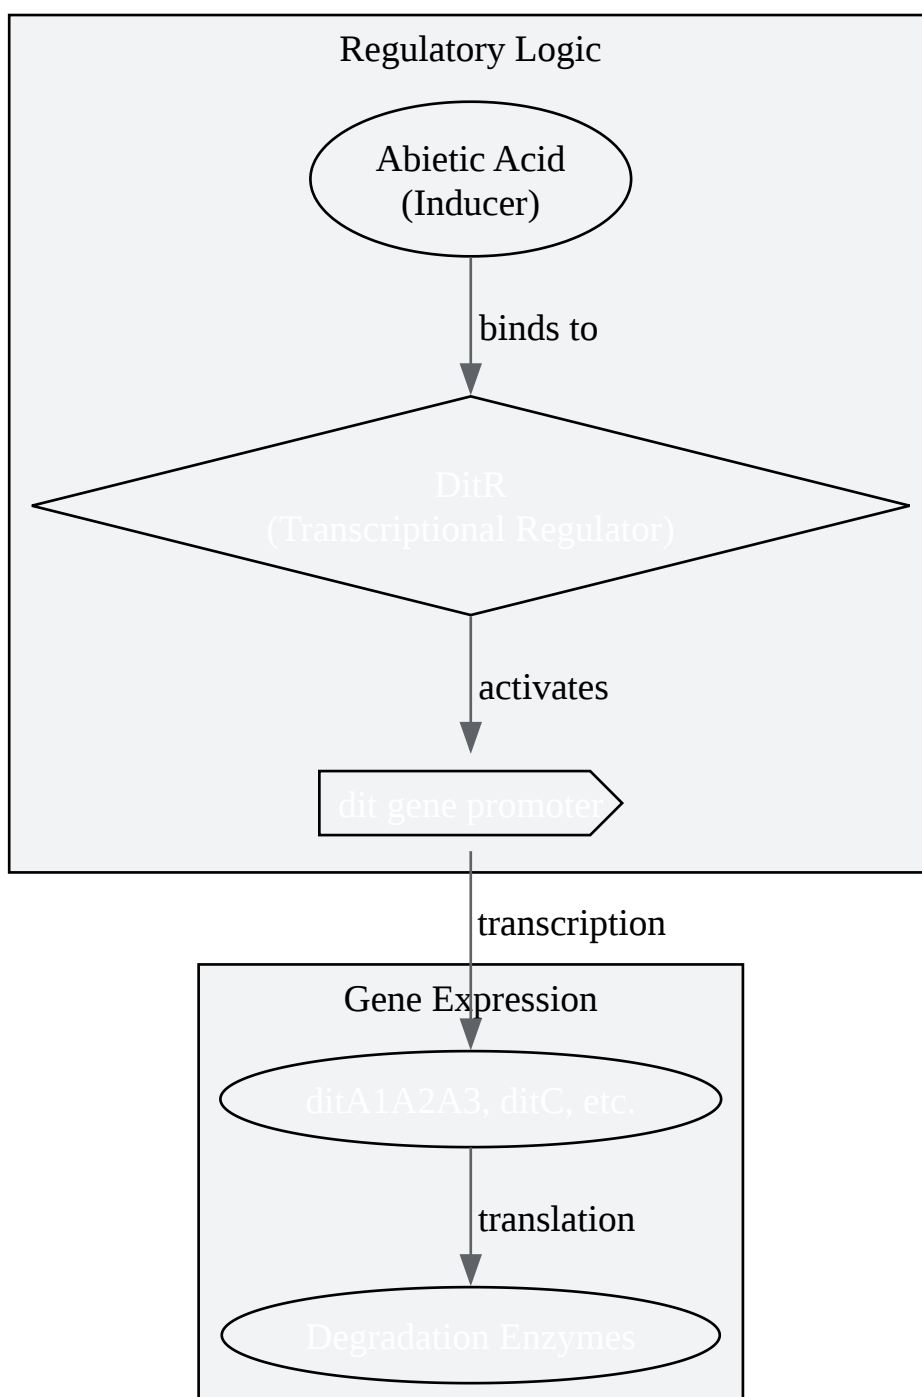 Regulatory Logic
Abietic Acid
(Inducer)
binds to
DitR
(Transcriptional Regulator)
activates
dit gene promoter
transcription
Gene Expression
ditA1A2A3, ditC, etc.
translation
Degradation Enzymes